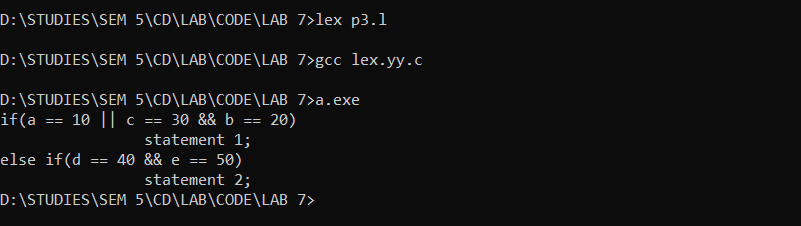 D:\STUDIES\SEM 5\CD\LAB\CODE\LAB 7>lex p3.l
D:\STUDIES\SEM 5\CD\LAB\CODE\LAB 7>gcc lex.yy.c
D:\STUDIES\SEM 5\CD\LAB\CODE\LAB 7>a.exe
if(a == 10 || c == 30 && b == 20)
                statement 1;
else if(d == 40 && e == 50)
                statement 2;
D:\STUDIES\SEM 5\CD\LAB\CODE\LAB 7>